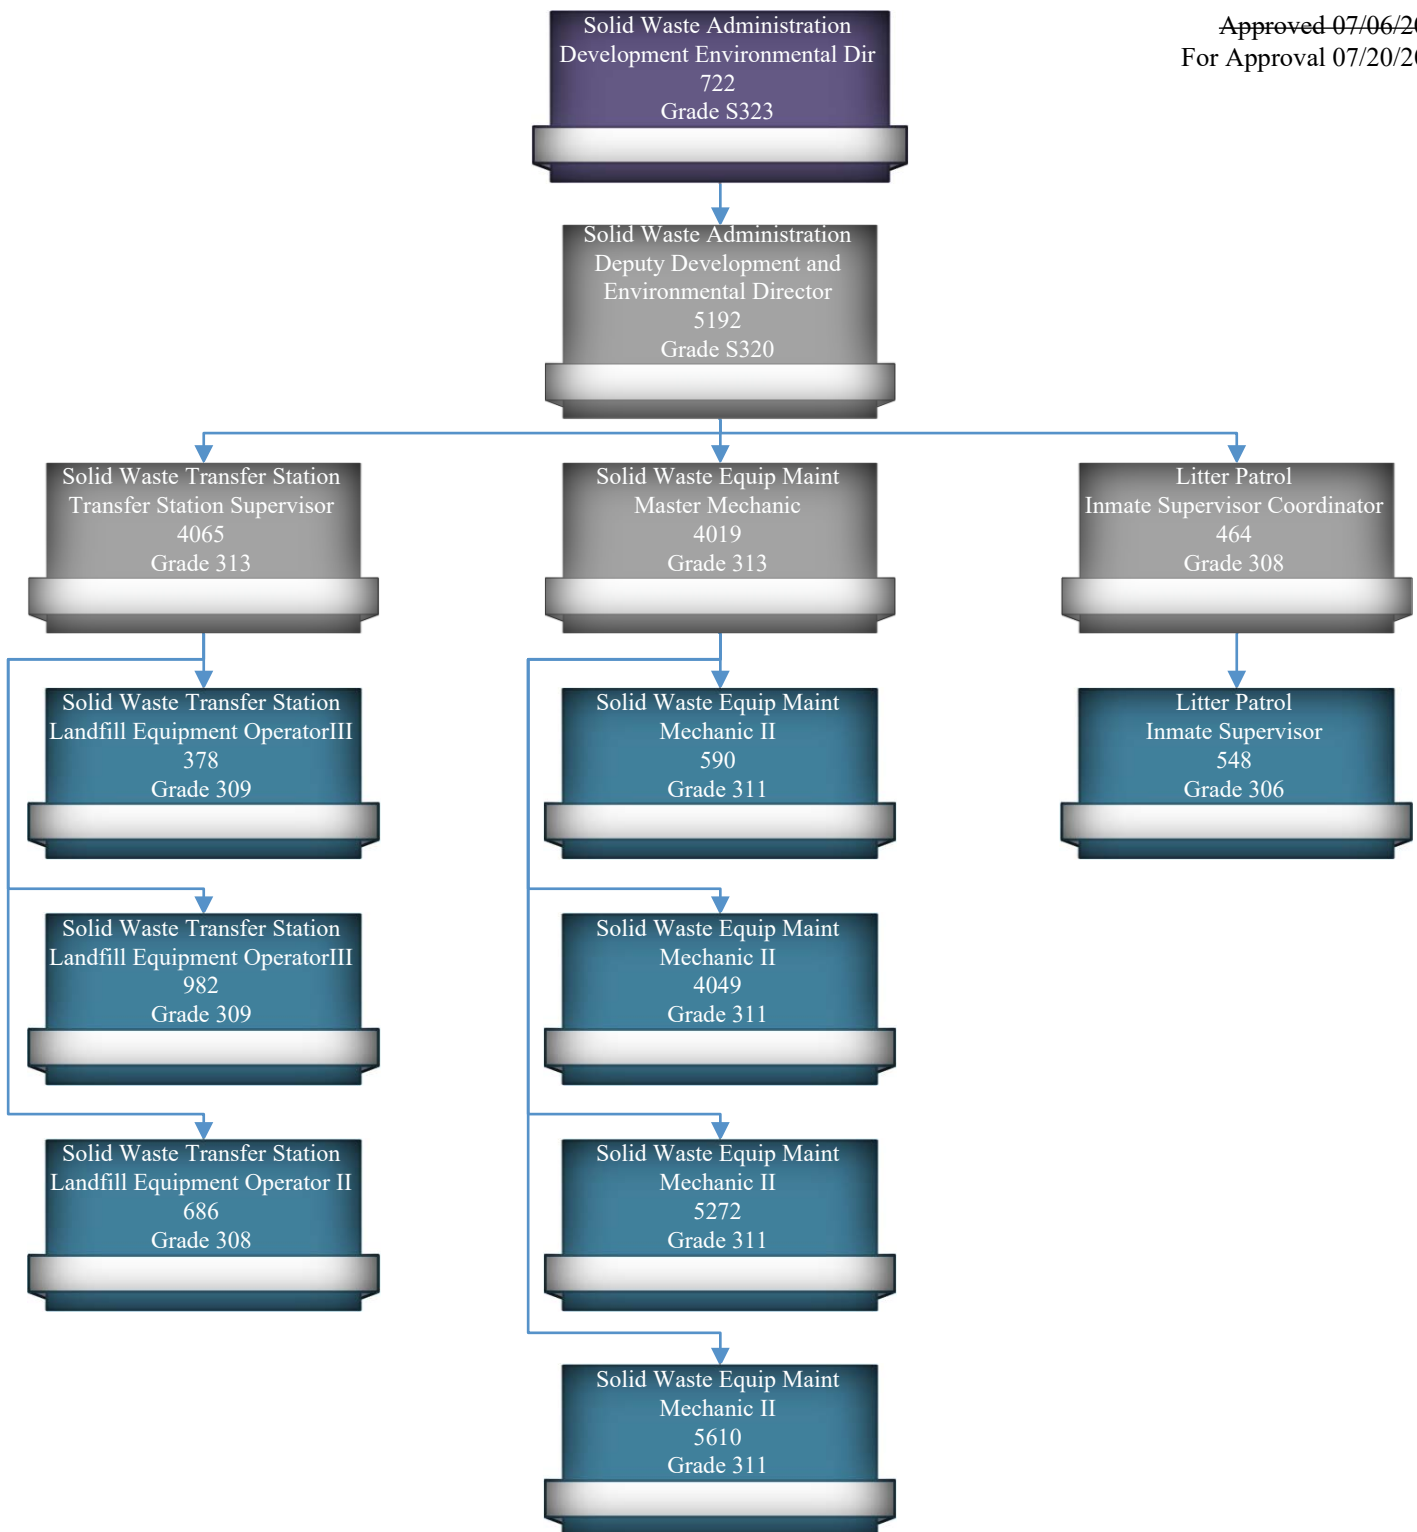 Approved 07/06/20
For Approval 07/20/20
Solid Waste Administration
Development Environmental Dir
722
Grade S323
Solid Waste Administration
Deputy Development and
Environmental Director
5192
Grade S320
Solid Waste Transfer Station
Transfer Station Supervisor
4065
Grade 313
Solid Waste Equip Maint
Master Mechanic
4019
Grade 313
Litter Patrol
Inmate Supervisor Coordinator
464
Grade 308
Solid Waste Transfer Station
Landfill Equipment OperatorIII
378
Grade 309
Solid Waste Equip Maint
Mechanic II
590
Grade 311
Litter Patrol
Inmate Supervisor
548
Grade 306
Solid Waste Transfer Station
Landfill Equipment OperatorIII
982
Grade 309
Solid Waste Equip Maint
Mechanic II
4049
Grade 311
Solid Waste Transfer Station
Landfill Equipment Operator II
686
Grade 308
Solid Waste Equip Maint
Mechanic II
5272
Grade 311
Solid Waste Equip Maint
Mechanic II
5610
Grade 311